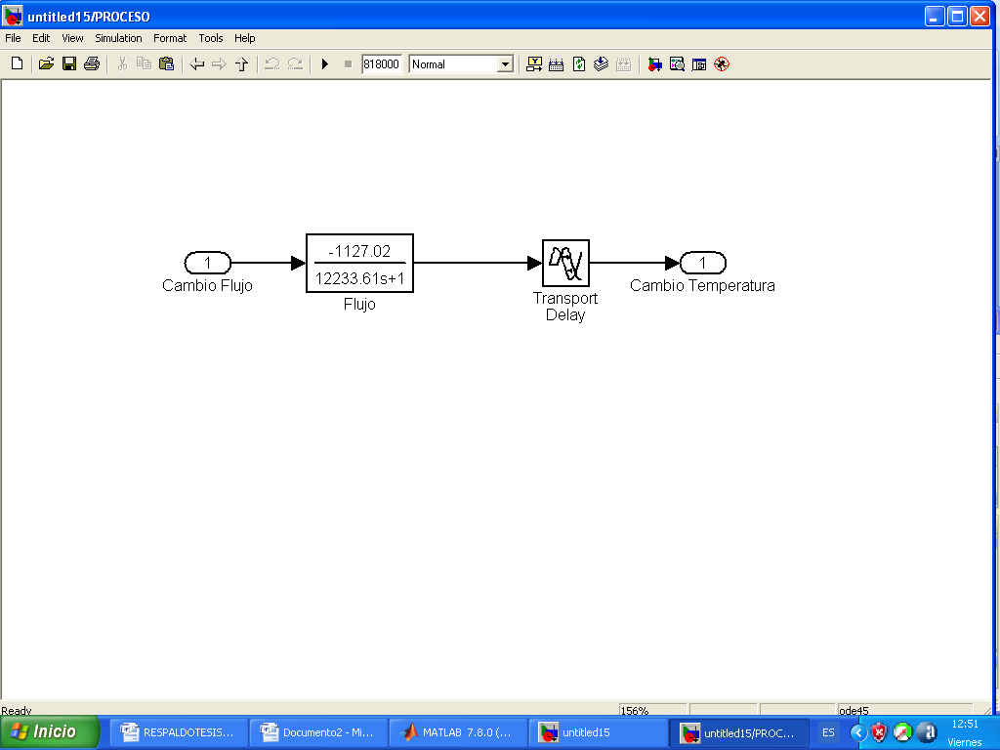 untitled15/PROCESO
File Edit View Simulation Format Tools Help
818000 Normal
-1127.02
12233.61s+1
1
Cambio Flujo
Flujo
Transport
Delay
1
Cambio Temperatura
Ready
156%
ode45
Inicio
RESPALDOTESIS...
Documento2 - Mi...
MATLAB 7.8.0 (...
untitled15
untitled15/PROC...
ES
12:51
Viernes